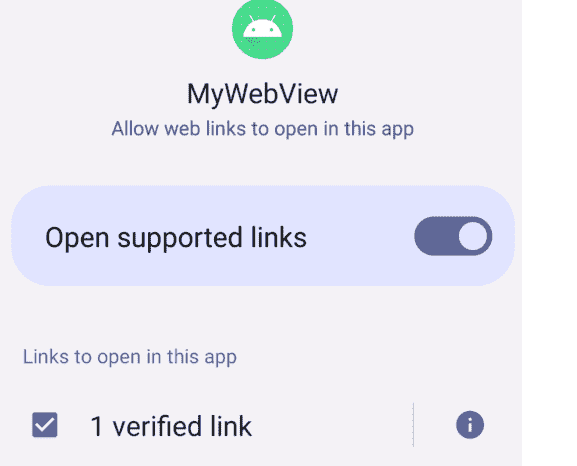 MyWebView
Allow web links to open in this app
Open supported links
Links to open in this app
1 verified link